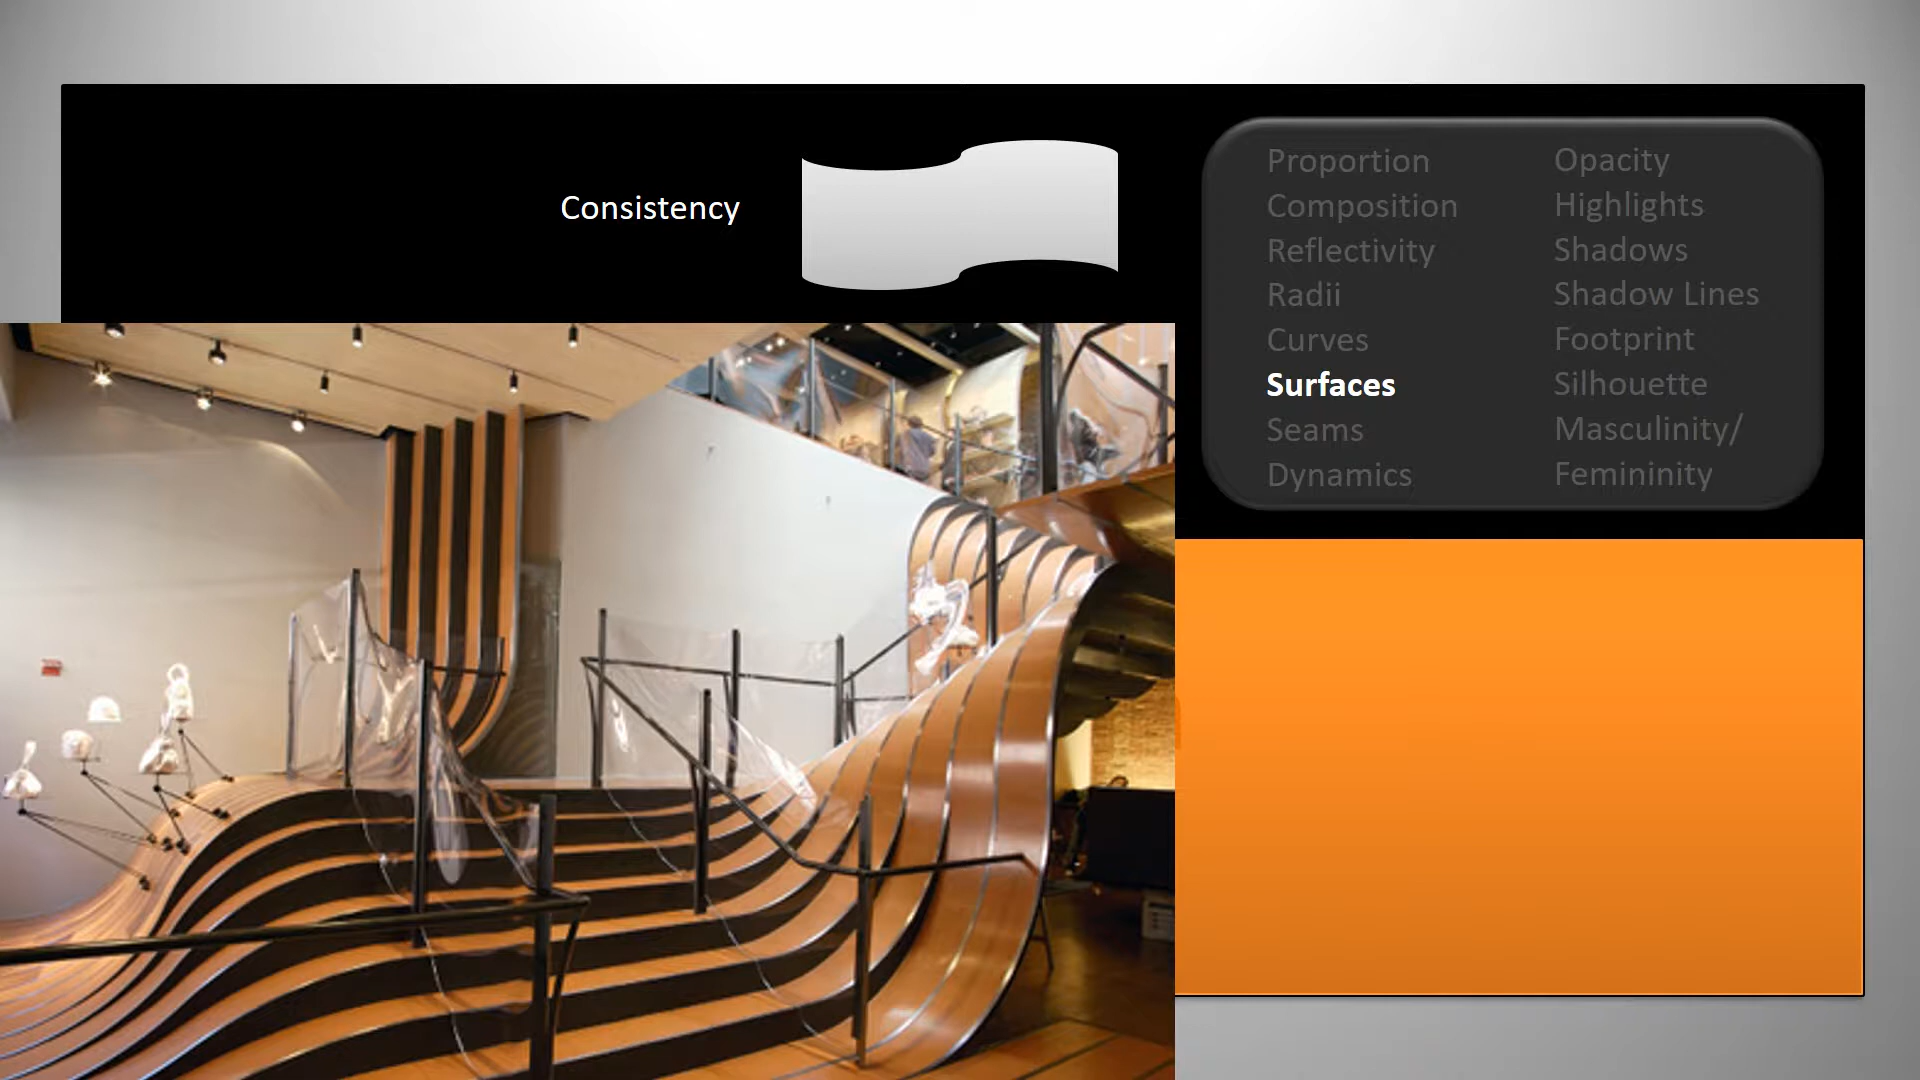 Consistency
Proportion
Composition
Reflectivity
Radii
Curves
Surfaces
Seams
Dynamics
Opacity
Highlights
Shadows
Shadow Lines
Footprint
Silhouette
Masculinity/
Femininity